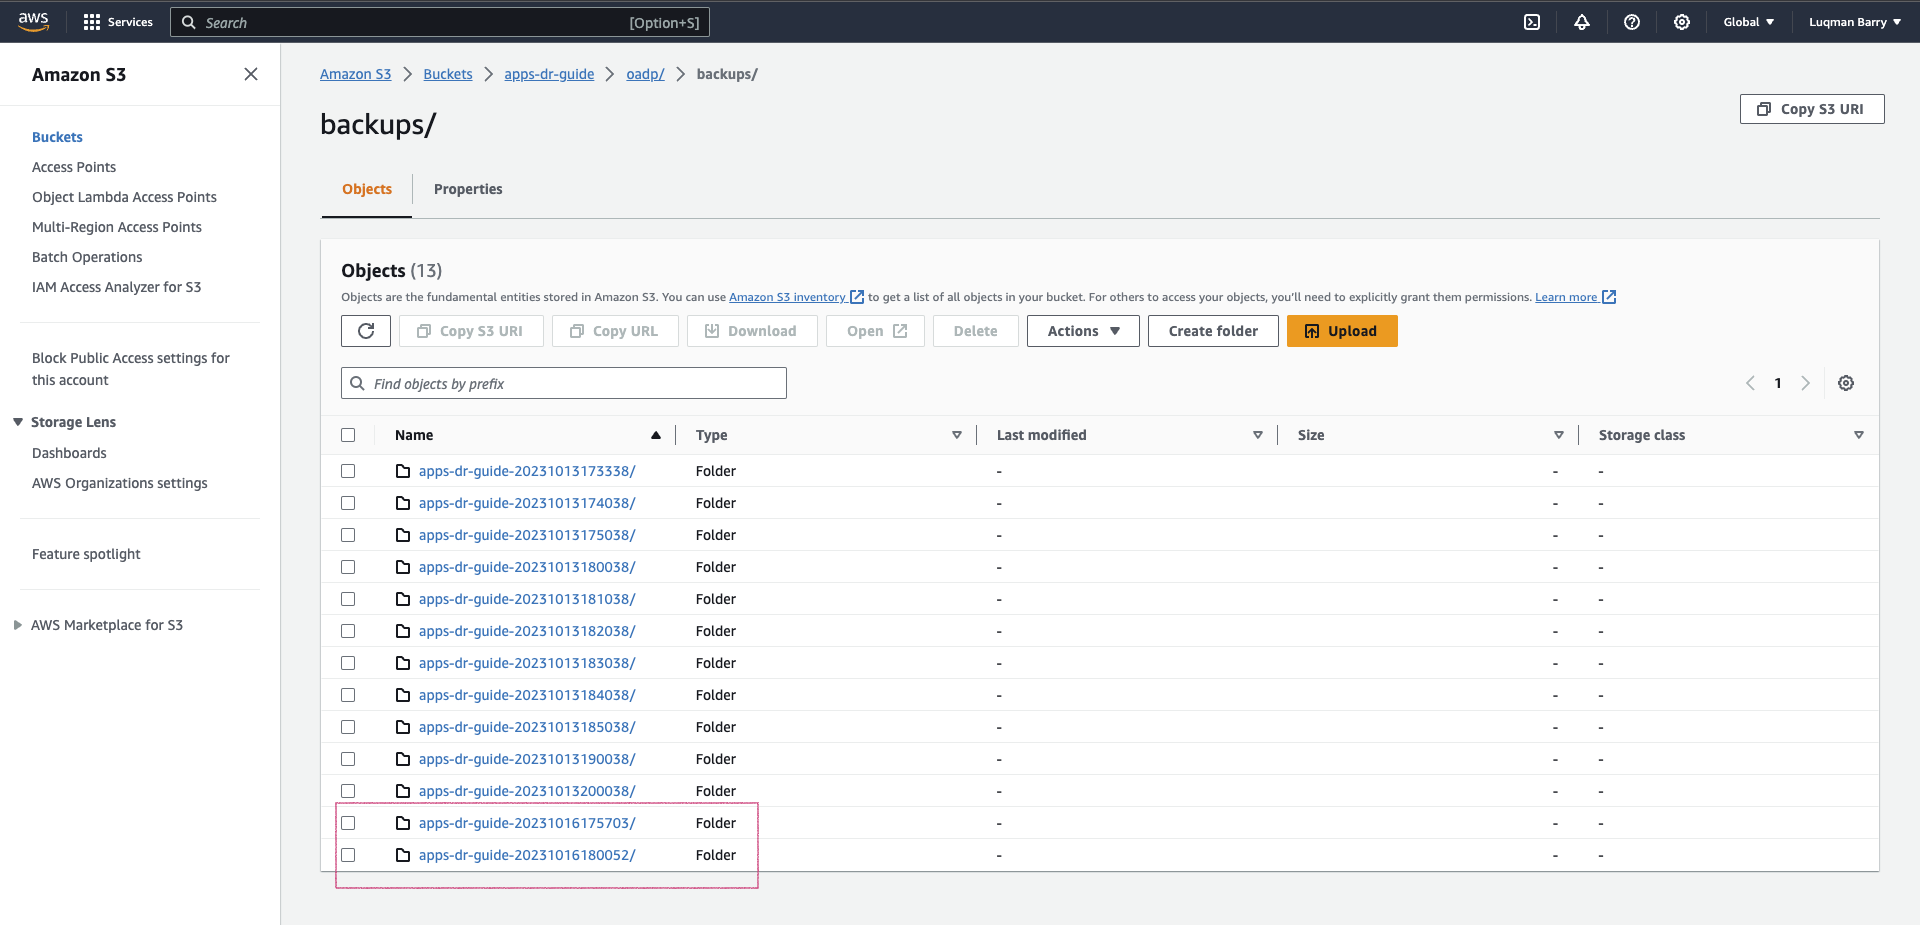 aws Services Search [Option+S] Global Luqman Barry
Amazon S3
Buckets
Access Points
Object Lambda Access Points
Multi-Region Access Points
Batch Operations
IAM Access Analyzer for S3
Block Public Access settings for
this account
Storage Lens
Dashboards
AWS Organizations settings
Feature spotlight
AWS Marketplace for S3
Amazon S3 Buckets apps-dr-guide oadp/ backups/
backups/
Copy S3 URI
Objects Properties
Objects (13)
Objects are the fundamental entities stored in Amazon S3. You can use Amazon S3 inventory to get a list of all objects in your bucket. For others to access your objects, you'll need to explicitly grant them permissions. Learn more
Copy S3 URI Copy URL Download Open Delete Actions Create folder Upload
Find objects by prefix 1
Name Type Last modified Size Storage class
apps-dr-guide-20231013173338/ Folder - - -
apps-dr-guide-20231013174038/ Folder - - -
apps-dr-guide-20231013175038/ Folder - - -
apps-dr-guide-20231013180038/ Folder - - -
apps-dr-guide-20231013181038/ Folder - - -
apps-dr-guide-20231013182038/ Folder - - -
apps-dr-guide-20231013183038/ Folder - - -
apps-dr-guide-20231013184038/ Folder - - -
apps-dr-guide-20231013185038/ Folder - - -
apps-dr-guide-20231013190038/ Folder - - -
apps-dr-guide-20231013200038/ Folder - - -
apps-dr-guide-20231016175703/ Folder - - -
apps-dr-guide-20231016180052/ Folder - - -